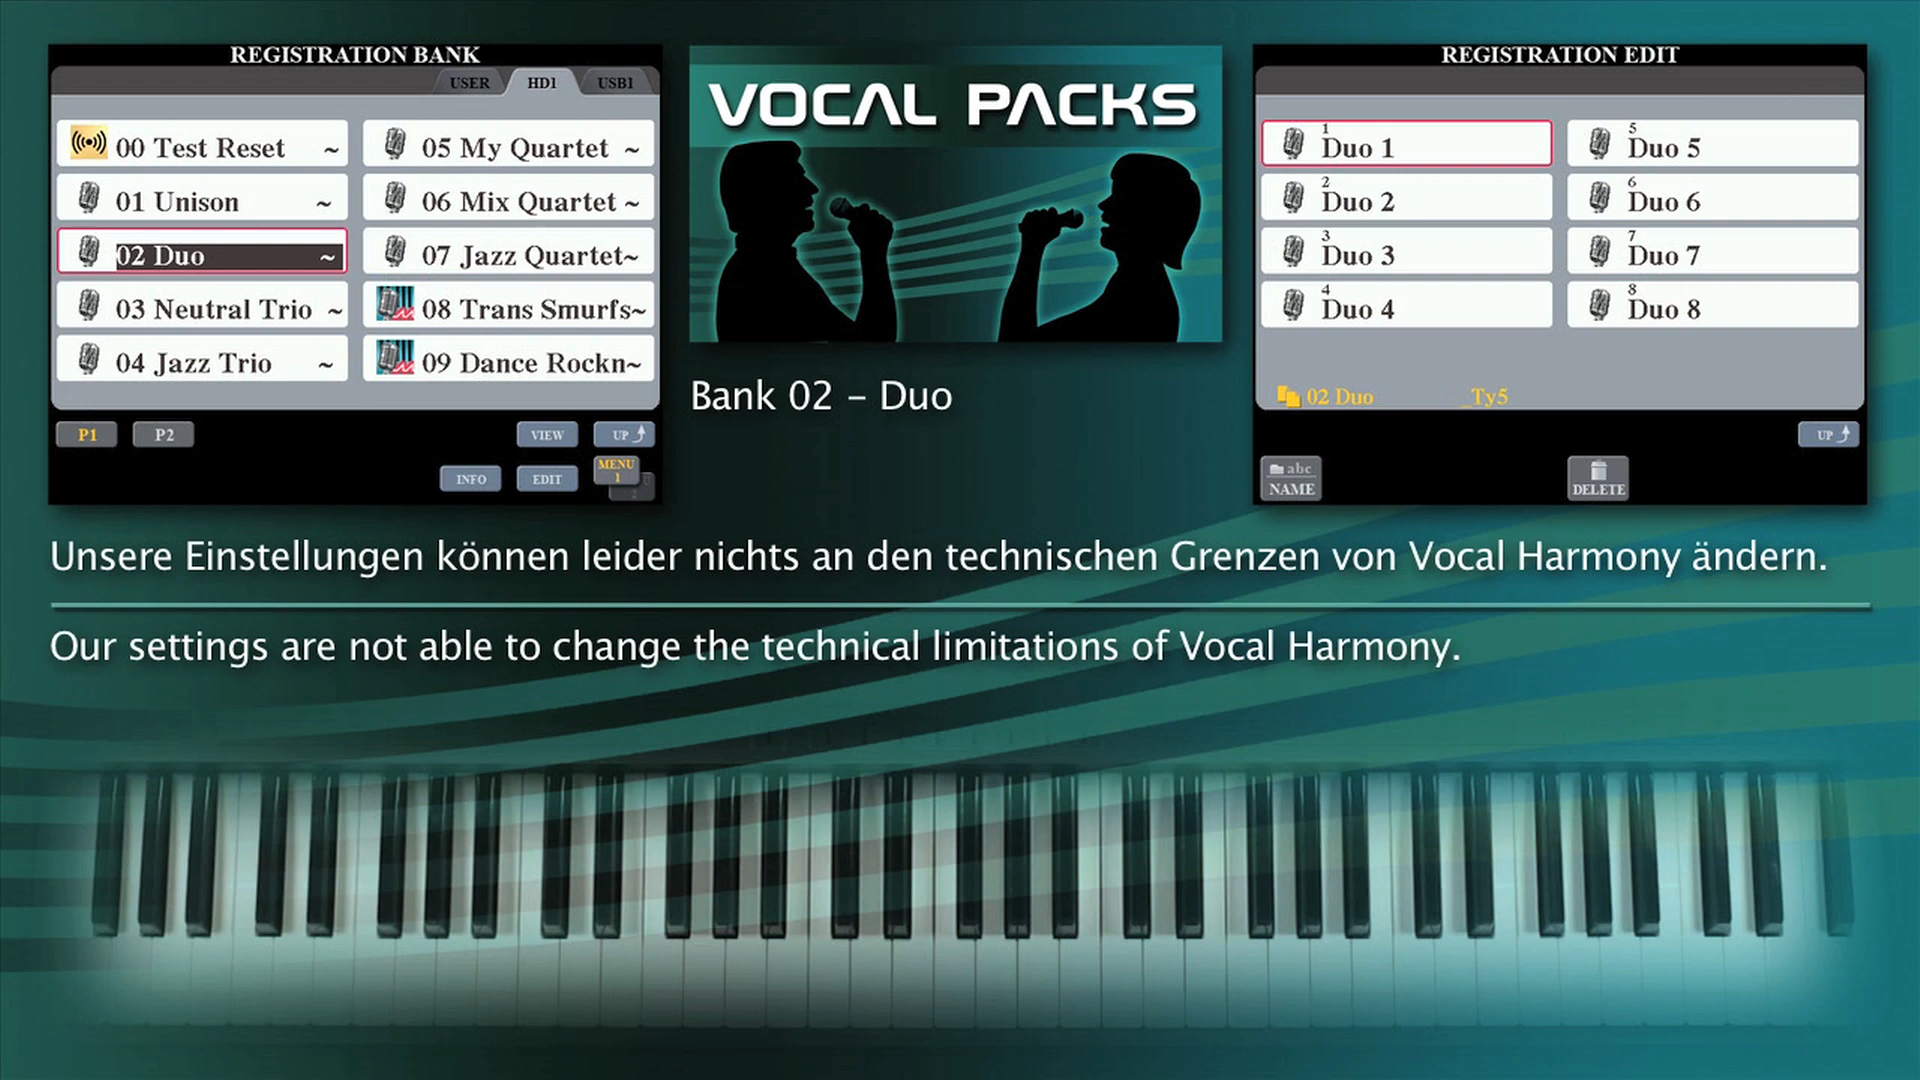 REGISTRATION BANK
USER HD1 USB1
00 Test Reset ~
01 Unison ~
02 Duo ~
03 Neutral Trio ~
04 Jazz Trio ~
05 My Quartet ~
06 Mix Quartet ~
07 Jazz Quartet~
08 Trans Smurfs~
09 Dance Rockn~
P1 P2 VIEW UP
INFO EDIT MENU 1
2
VOCAL PACKS
Bank 02 – Duo
REGISTRATION EDIT
1 Duo 1
2 Duo 2
3 Duo 3
4 Duo 4
5 Duo 5
6 Duo 6
7 Duo 7
8 Duo 8
02 Duo _Ty5
UP
abc
NAME DELETE
Unsere Einstellungen können leider nichts an den technischen Grenzen von Vocal Harmony ändern.
Our settings are not able to change the technical limitations of Vocal Harmony.